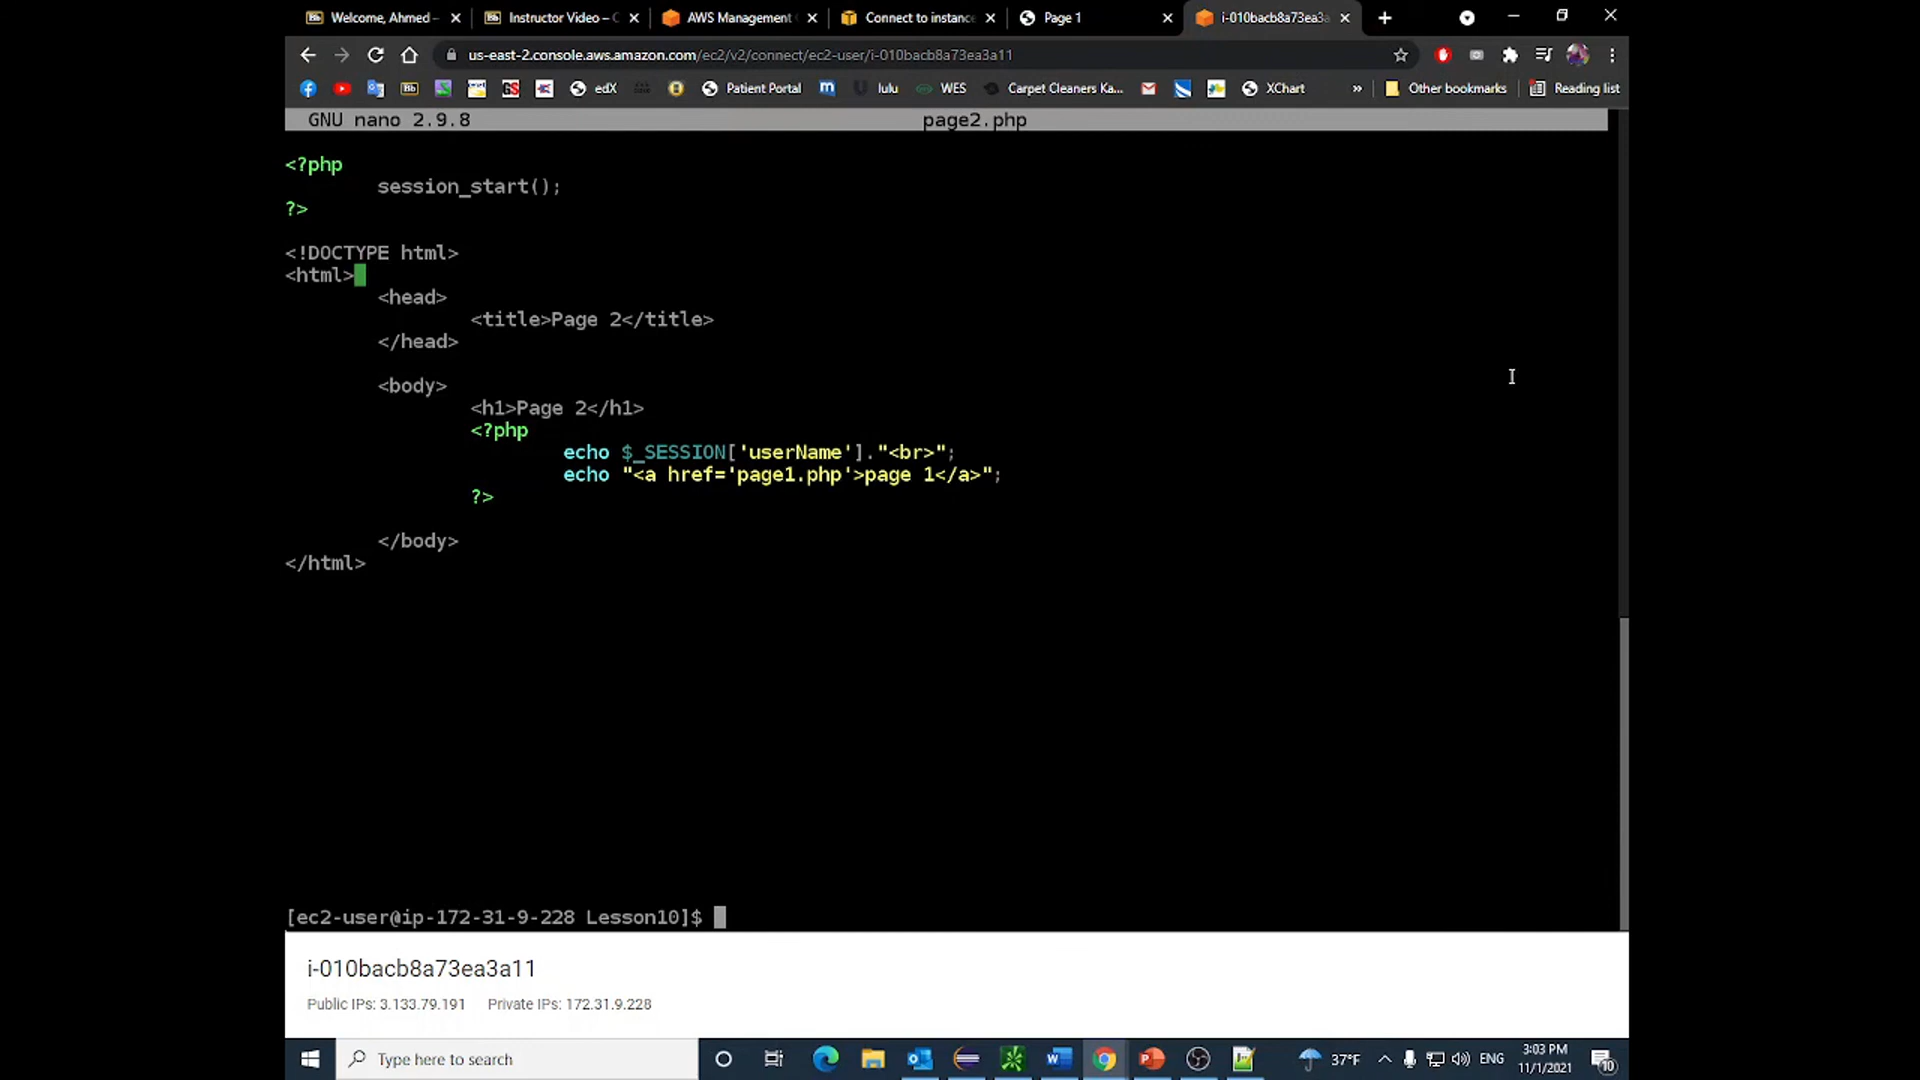 Welcome, Ahmed –
Instructor Video – C
AWS Management
Connect to instance
Page 1
i-010bacb8a73ea3a
us-east-2.console.aws.amazon.com/ec2/v2/connect/ec2-user/i-010bacb8a73ea3a11
edX
Patient Portal
lulu
WES
Carpet Cleaners Ka...
XChart
»
Other bookmarks
Reading list
GNU nano 2.9.8 page2.php
<?php
session_start();
?>
<!DOCTYPE html>
<html>
<head>
<title>Page 2</title>
</head>
<body>
<h1>Page 2</h1>
<?php
echo $_SESSION['userName']."<br>";
echo "<a href='page1.php'>page 1</a>";
?>
</body>
</html>
[ec2-user@ip-172-31-9-228 Lesson10]$
i-010bacb8a73ea3a11
Public IPs: 3.133.79.191 Private IPs: 172.31.9.228
Type here to search
37°F
ENG
3:03 PM
11/1/2021
10